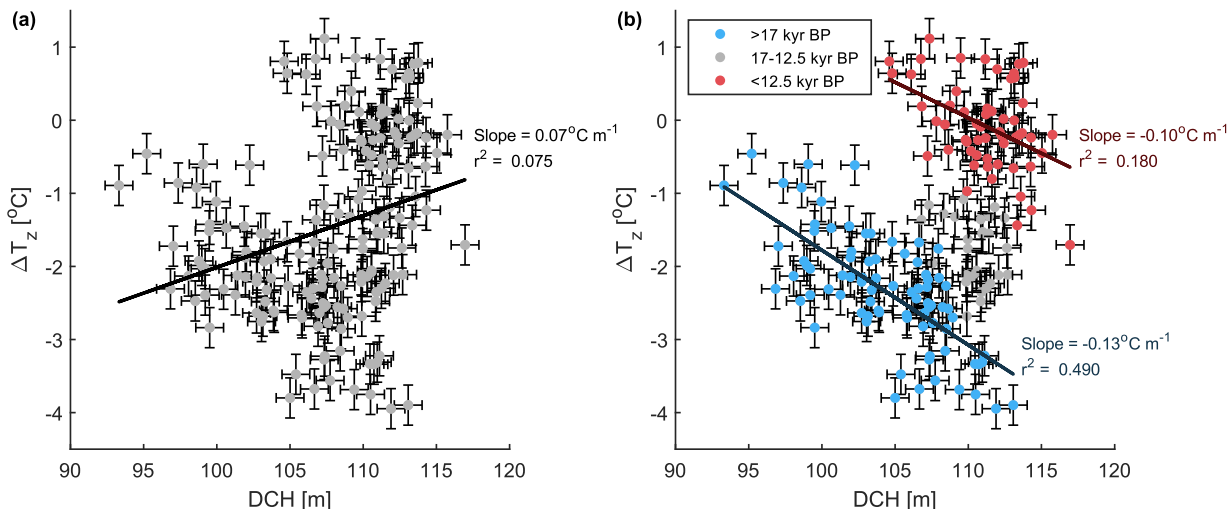 (a)
1
0
-1
-2
-3
-4
ΔT_z [°C]
Slope = 0.07°C m⁻¹
r² = 0.075
90
95
100
105
110
115
120
DCH [m]
(b)
>17 kyr BP
17-12.5 kyr BP
<12.5 kyr BP
1
0
-1
-2
-3
-4
ΔT_z [°C]
Slope = -0.10°C m⁻¹
r² = 0.180
Slope = -0.13°C m⁻¹
r² = 0.490
90
95
100
105
110
115
120
DCH [m]